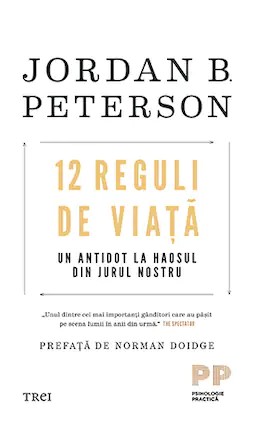 JORDAN B.
PETERSON
12 REGULI
DE VIAȚĂ
UN ANTIDOT LA HAOSUL
DIN JURUL NOSTRU
„Unul dintre cei mai importanți gânditori care au pășit
pe scena lumii în anii din urmă.” THE SPECTATOR
PREFAȚĂ DE NORMAN DOIDGE
TREI
PP
PSIHOLOGIE
PRACTICĂ